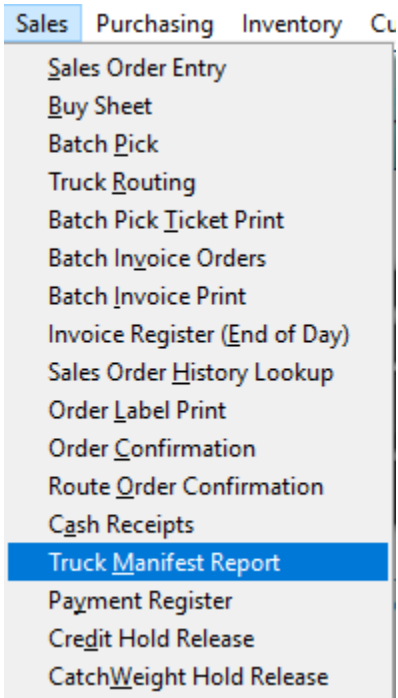 Sales Purchasing Inventory Cu
Sales Order Entry
Buy Sheet
Batch Pick
Truck Routing
Batch Pick Ticket Print
Batch Invoice Orders
Batch Invoice Print
Invoice Register (End of Day)
Sales Order History Lookup
Order Label Print
Order Confirmation
Route Order Confirmation
Cash Receipts
Truck Manifest Report
Payment Register
Credit Hold Release
CatchWeight Hold Release